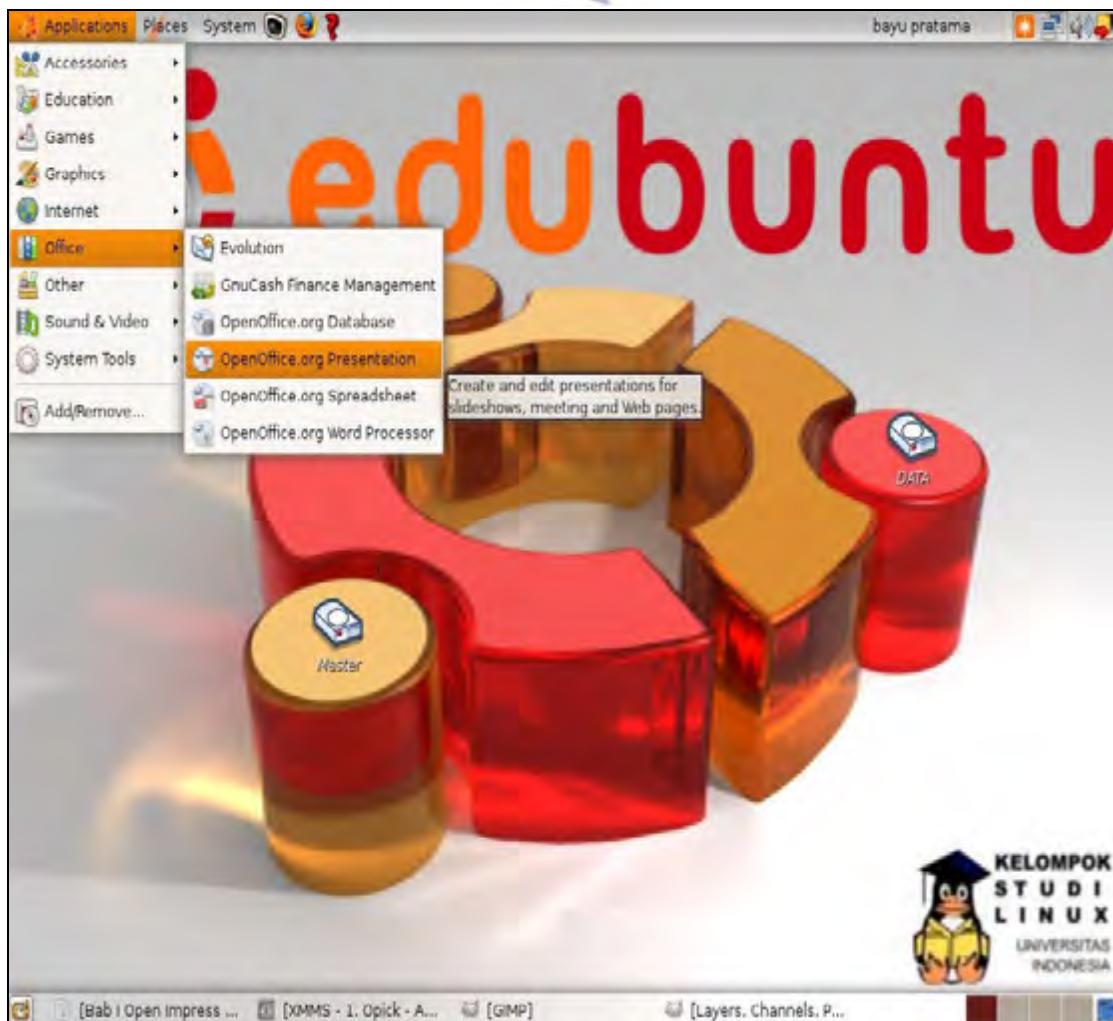 Applications Places System bayu pratama
Accessories
Education
Games
Graphics
Internet
Office
Other
Sound & Video
System Tools
Add/Remove...
Evolution
GnuCash Finance Management
OpenOffice.org Database
OpenOffice.org Presentation
OpenOffice.org Spreadsheet
OpenOffice.org Word Processor
Create and edit presentations for
slideshows, meeting and Web pages.
edubuntu
DATA
Master
KELOMPOK
STUDI
LINUX
UNIVERSITAS
INDONESIA
[Bab I Open Impress ... [XMMS - 1. Opick - A... [GIMP] [Layers, Channels, P...